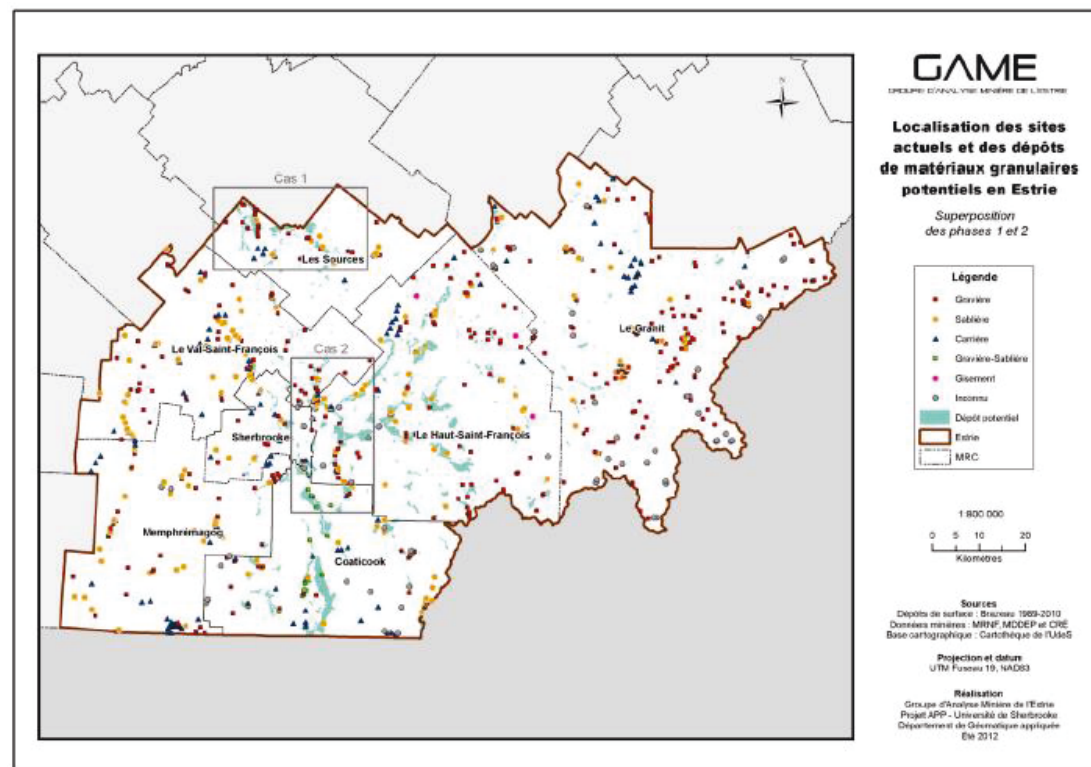 GAME
GROUPE D'ANALYSE MINIÈRE DE L'ESTRIE
Localisation des sites
actuels et des dépôts
de matériaux granulaires
potentiels en Estrie
Superposition
des phases 1 et 2
Légende
Gravière
Sablière
Carrière
Gravière-Sablière
Gisement
Inconnu
Dépôt potentiel
Estrie
MRC
1:800 000
0 5 10 20
Kilomètres
Sources
Dépôts de surface : Brazeau 1989-2010
Données minières : MRNF, MDDEP et CRÉ
Base cartographique : Cartothèque de l'UdeS
Projection et datum
UTM Fuseau 19, NAD83
Réalisation
Groupe d'Analyse Minière de l'Estrie
Projet APP - Université de Sherbrooke
Département de Géomatique appliquée
Été 2012
N
Cas 1
Les Sources
Le Granit
Le Val-Saint-François
Cas 2
Sherbrooke
Le Haut-Saint-François
Memphrémagog
Coaticook